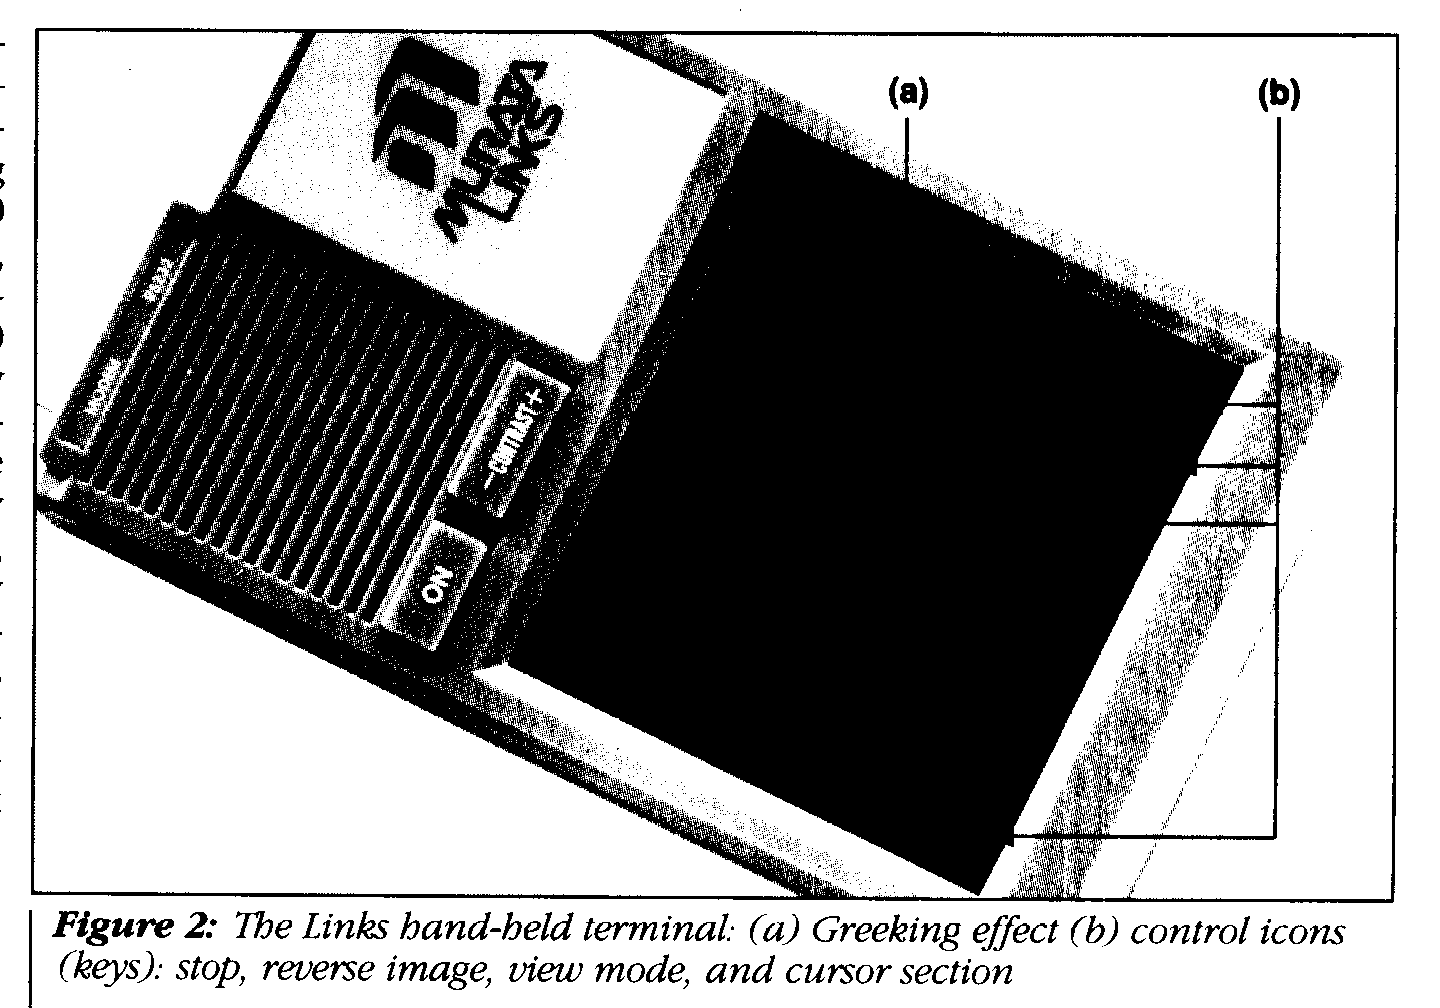 (a)
(b)
MURATA
LINKS
RS232
MODEM
-CONTRAST+
ON
Figure 2: The Links hand-held terminal: (a) Greeking effect (b) control icons
(keys): stop, reverse image, view mode, and cursor section